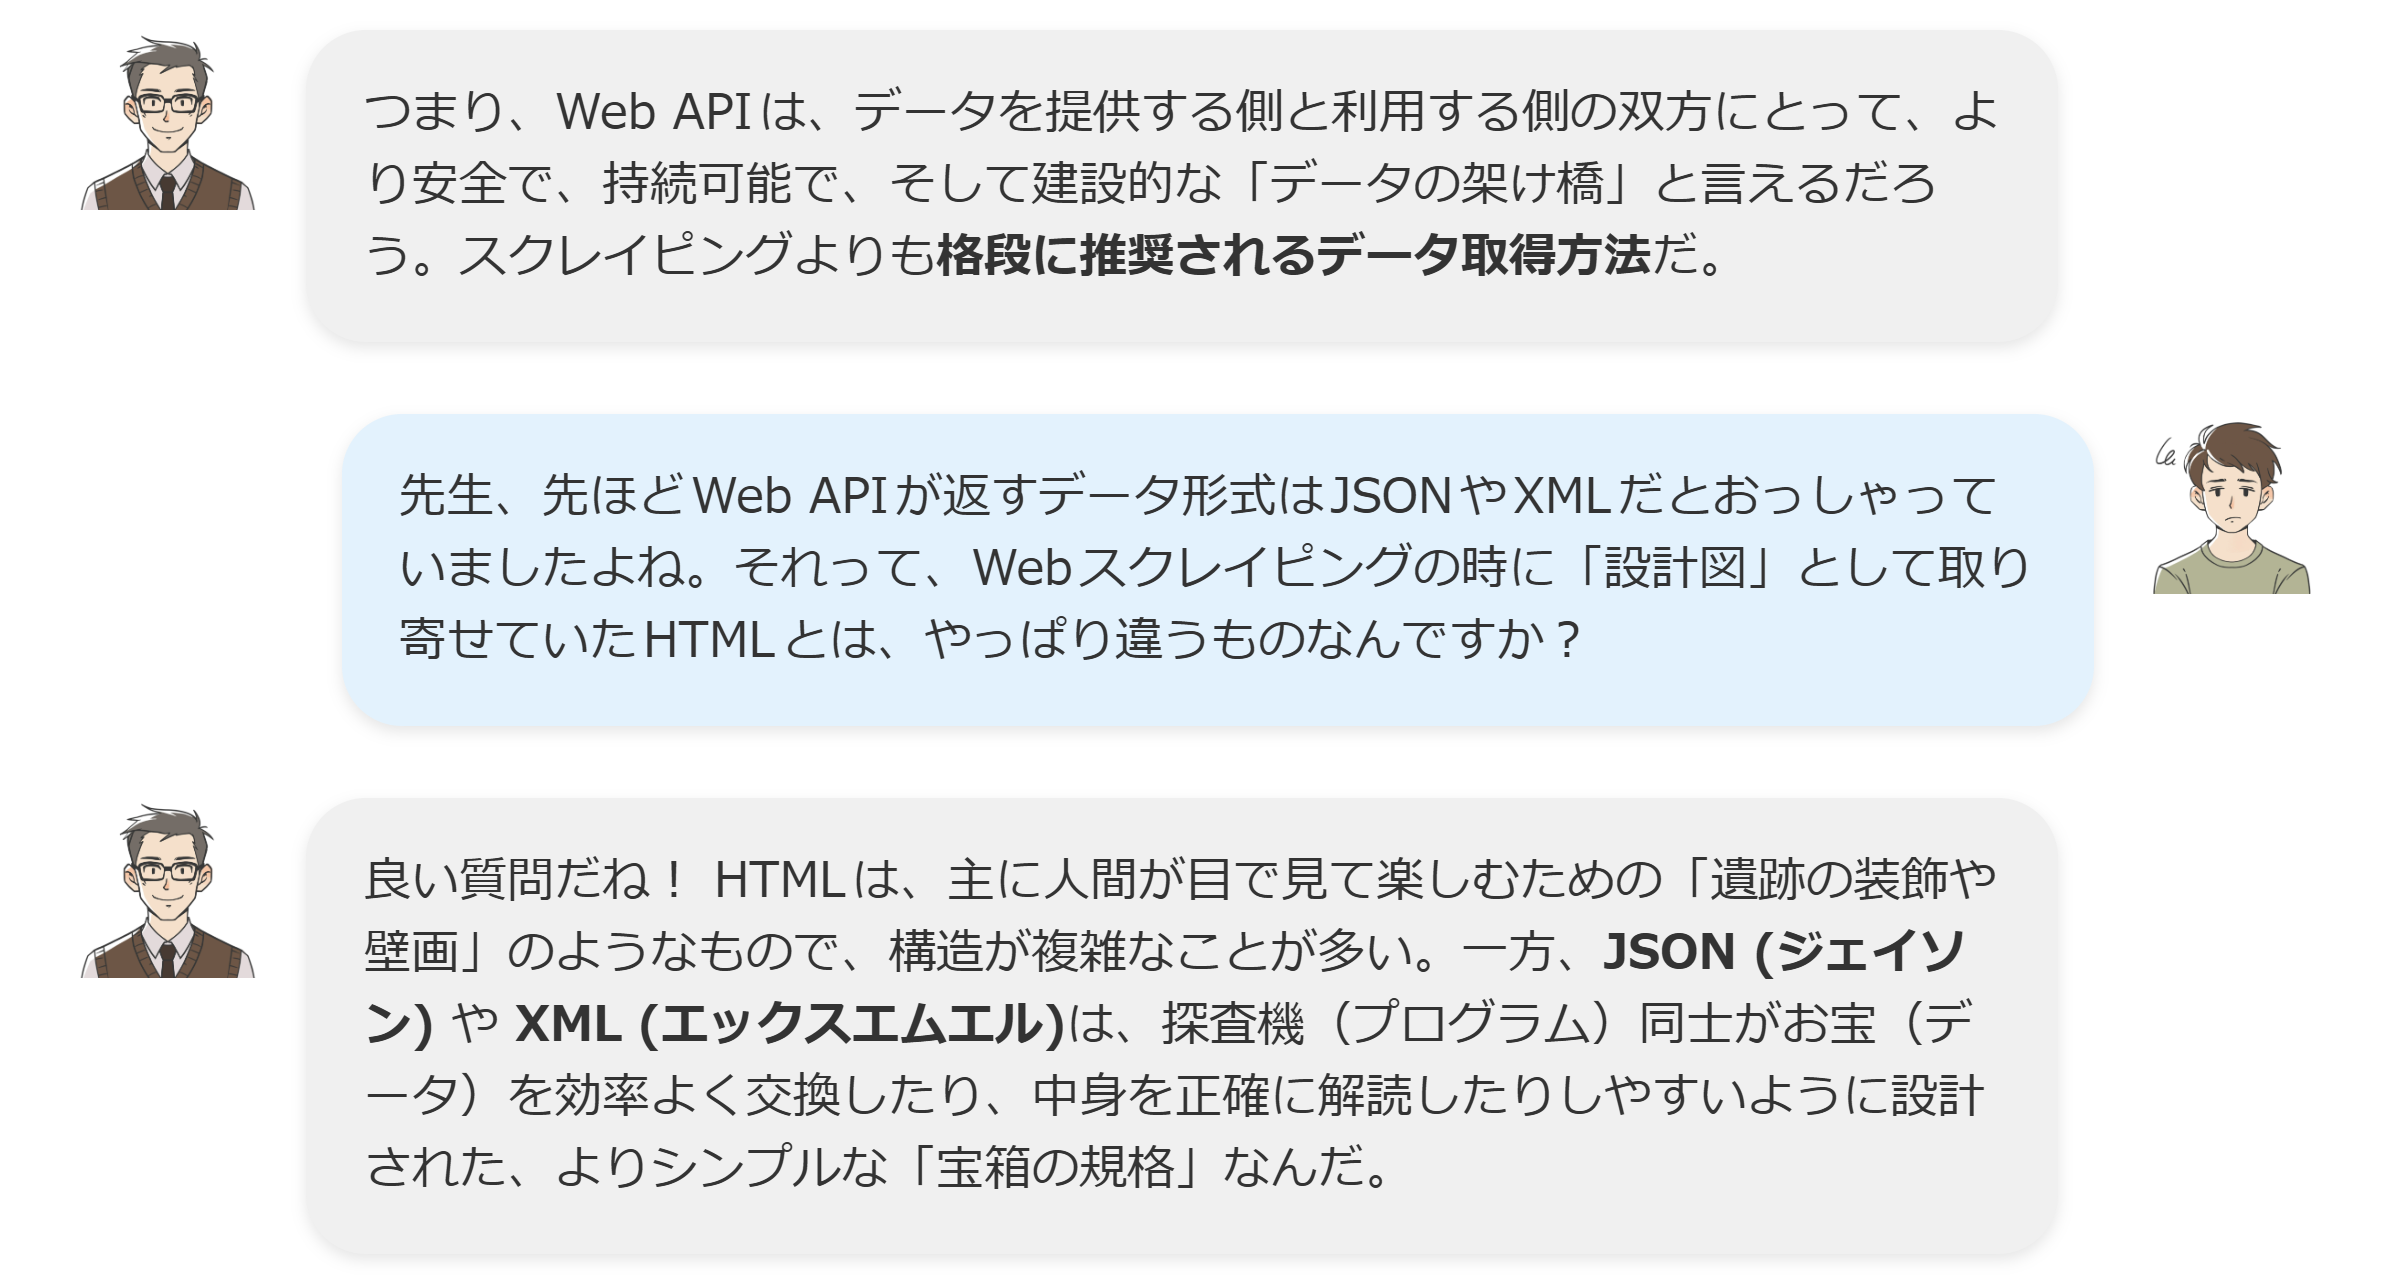 つまり、Web APIは、データを提供する側と利用する側の双方にとって、よ
り安全で、持続可能で、そして建設的な「データの架け橋」と言えるだろ
う。スクレイピングよりも格段に推奨されるデータ取得方法だ。
先生、先ほどWeb APIが返すデータ形式はJSONやXMLだとおっしゃって
いましたよね。それって、Webスクレイピングの時に「設計図」として取り
寄せていたHTMLとは、やっぱり違うものなんですか？
良い質問だね！ HTMLは、主に人間が目で見て楽しむための「遺跡の装飾や
壁画」のようなもので、構造が複雑なことが多い。一方、JSON (ジェイソ
ン) や XML (エックスエムエル)は、探査機（プログラム）同士がお宝（デ
ータ）を効率よく交換したり、中身を正確に解読したりしやすいように設計
された、よりシンプルな「宝箱の規格」なんだ。